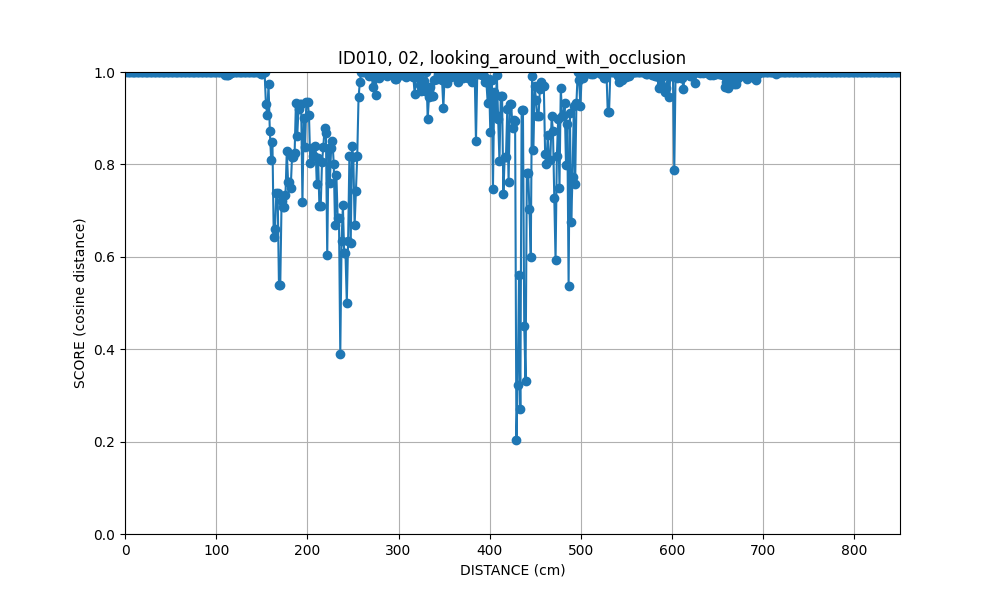 ID010, 02, looking_around_with_occlusion
SCORE (cosine distance)
1.0
0.8
0.6
0.4
0.2
0.0
0 100 200 300 400 500 600 700 800
DISTANCE (cm)